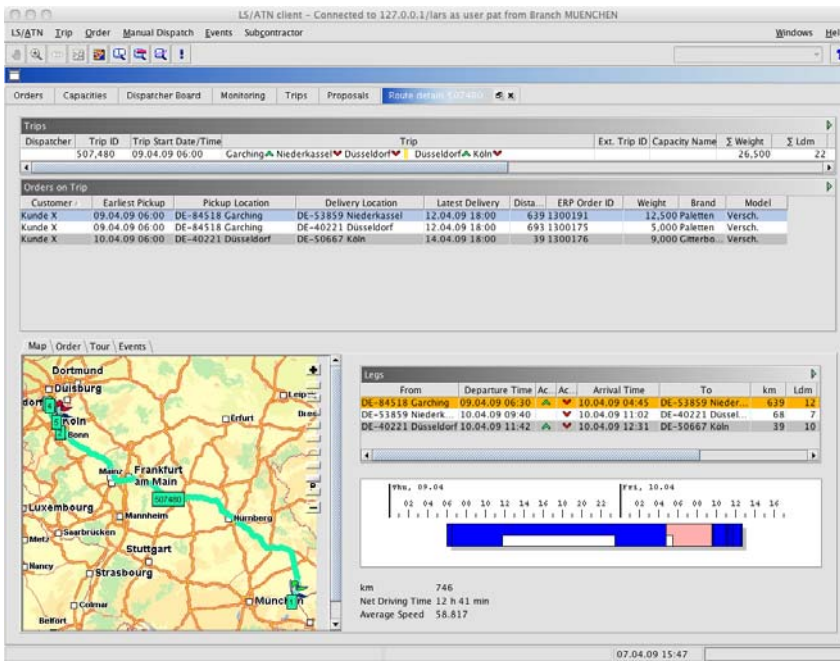 LS/ATN client – Connected to 127.0.0.1/lars as user pat from Branch MUENCHEN
LS/ATN Trip Order Manual Dispatch Events Subcontractor Windows Hel
Orders Capacities Dispatcher Board Monitoring Trips Proposals Route detail 507480
Trips
Dispatcher Trip ID Trip Start Date/Time Trip Ext. Trip ID Capacity Name Σ Weight Σ Ldm
507,480 09.04.09 06:00 Garching Niederkassel Düsseldorf Düsseldorf Köln 26,500 22
Orders on Trip
Customer Earliest Pickup Pickup Location Delivery Location Latest Delivery Dista... ERP Order ID Weight Brand Model
Kunde X 09.04.09 06:00 DE-84518 Garching DE-53859 Niederkassel 12.04.09 18:00 639 1300191 12,500 Paletten Versch.
Kunde X 09.04.09 06:00 DE-84518 Garching DE-40221 Düsseldorf 12.04.09 18:00 693 1300175 5,000 Paletten Versch.
Kunde X 10.04.09 06:00 DE-40221 Düsseldorf DE-50667 Köln 14.04.09 18:00 39 1300176 9,000 Gitterbo... Versch.
Map Order Tour Events
Dortmund
Duisburg
dorf 4
Leip
5 Köln
Erfurt
Dres
Bonn
Mainz Frankfurt am Main
P
507480
Luxembourg
Mannheim
Nürnberg
Metz
Saarbrücken
Stuttgart
Nancy
Strasbourg
1 München
Colmar
Belfort
Legs
From Departure Time Ac... Ac... Arrival Time To km Ldm
DE-84518 Garching 09.04.09 06:30 10.04.09 04:45 DE-53859 Nieder... 639 12
DE-53859 Niederk... 10.04.09 09:40 10.04.09 11:02 DE-40221 Düssel... 68 7
DE-40221 Düsseldorf 10.04.09 11:42 10.04.09 12:31 DE-50667 Köln 39 10
Thu, 09.04 Fri, 10.04
02 04 06 08 10 12 14 16 18 20 22 02 04 06 08 10 12 14 16
km 746
Net Driving Time 12 h 41 min
Average Speed 58.817
07.04.09 15:47